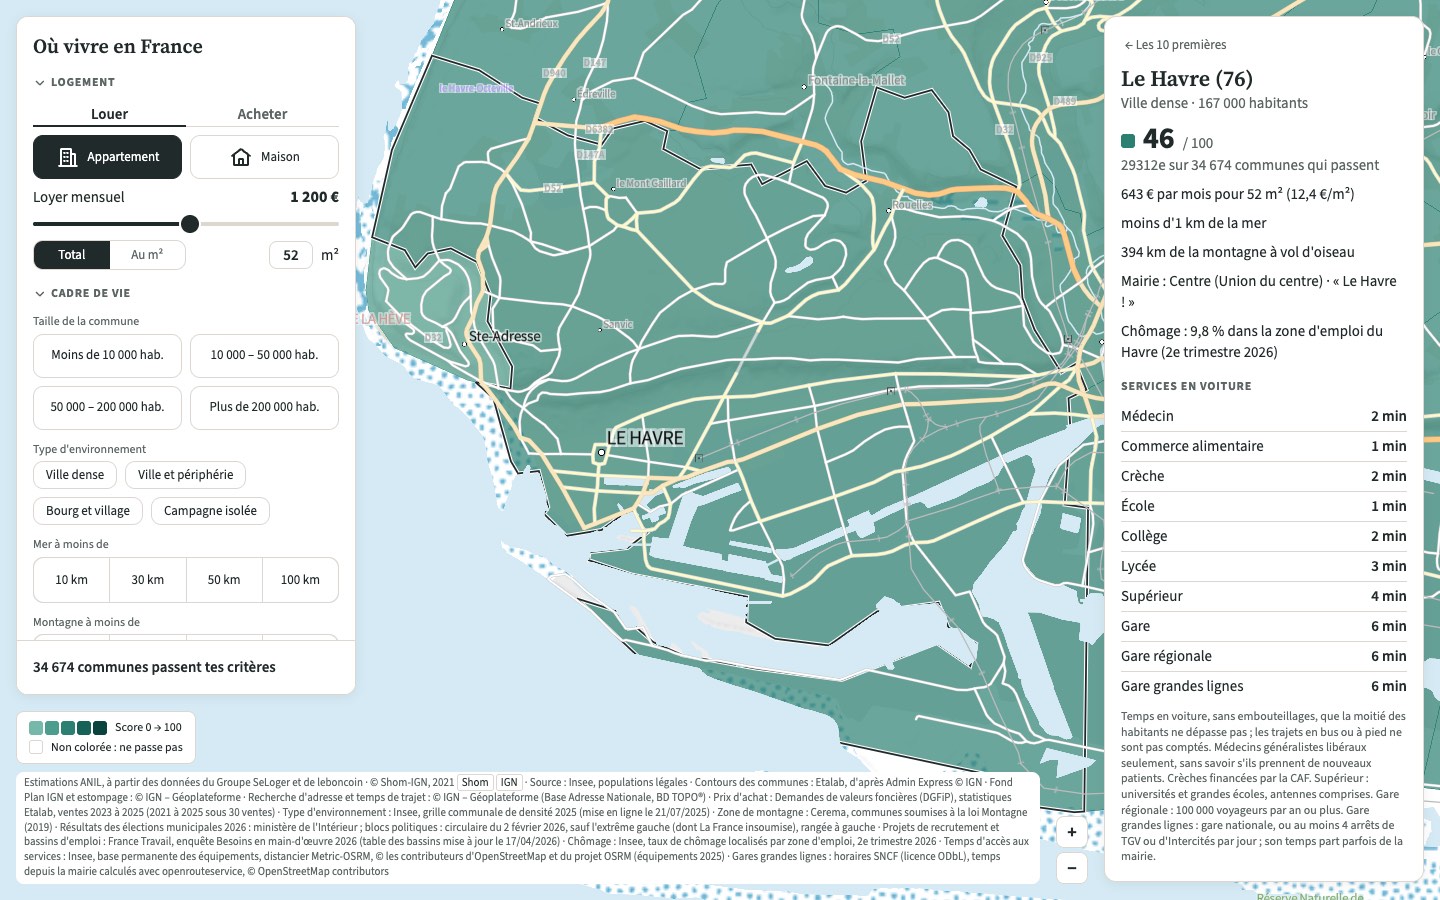 Où vivre en France
LOGEMENT
Louer
Acheter
Appartement
Maison
Loyer mensuel
1 200 €
Total
Au m²
52
m²
CADRE DE VIE
Taille de la commune
Moins de 10 000 hab.
10 000 – 50 000 hab.
50 000 – 200 000 hab.
Plus de 200 000 hab.
Type d'environnement
Ville dense
Ville et périphérie
Bourg et village
Campagne isolée
Mer à moins de
10 km
30 km
50 km
100 km
Montagne à moins de
34 674 communes passent tes critères
Score 0 → 100
Non colorée : ne passe pas
St-Andrieux
D940
D147
Le Havre-Octeville
Edreville
D52
Fontaine-la-Mallet
D925
D489
D6382
D147A
D32
D52
le Mont Gaillard
Rouelles
LA HÈVE
Sanvic
Ste-Adresse
LE HAVRE
Réserve Naturelle de
← Les 10 premières
Le Havre (76)
Ville dense · 167 000 habitants
46 / 100
29312e sur 34 674 communes qui passent
643 € par mois pour 52 m² (12,4 €/m²)
moins d'1 km de la mer
394 km de la montagne à vol d'oiseau
Mairie : Centre (Union du centre) · « Le Havre
! »
Chômage : 9,8 % dans la zone d'emploi du
Havre (2e trimestre 2026)
SERVICES EN VOITURE
Médecin 2 min
Commerce alimentaire 1 min
Crèche 2 min
École 1 min
Collège 2 min
Lycée 3 min
Supérieur 4 min
Gare 6 min
Gare régionale 6 min
Gare grandes lignes 6 min
Temps en voiture, sans embouteillages, que la moitié des
habitants ne dépasse pas ; les trajets en bus ou à pied ne
sont pas comptés. Médecins généralistes libéraux
seulement, sans savoir s'ils prennent de nouveaux
patients. Crèches financées par la CAF. Supérieur :
universités et grandes écoles, antennes comprises. Gare
régionale : 100 000 voyageurs par an ou plus. Gare
grandes lignes : gare nationale, ou au moins 4 arrêts de
TGV ou d'Intercités par jour ; son temps part parfois de la
mairie.
+
−
Estimations ANIL, à partir des données du Groupe SeLoger et de leboncoin · © Shom-IGN, 2021 Shom IGN · Source : Insee, populations légales · Contours des communes : Etalab, d'après Admin Express © IGN · Fond
Plan IGN et estompage : © IGN – Géoplateforme · Recherche d'adresse et temps de trajet : © IGN – Géoplateforme (Base Adresse Nationale, BD TOPO®) · Prix d'achat : Demandes de valeurs foncières (DGFiP), statistiques
Etalab, ventes 2023 à 2025 (2021 à 2025 sous 30 ventes) · Type d'environnement : Insee, grille communale de densité 2025 (mise en ligne le 21/07/2025) · Zone de montagne : Cerema, communes soumises à la loi Montagne
(2019) · Résultats des élections municipales 2026 : ministère de l'Intérieur ; blocs politiques : circulaire du 2 février 2026, sauf l'extrême gauche (dont La France insoumise), rangée à gauche · Projets de recrutement et
bassins d'emploi : France Travail, enquête Besoins en main-d'œuvre 2026 (table des bassins mise à jour le 17/04/2026) · Chômage : Insee, taux de chômage localisés par zone d'emploi, 2e trimestre 2026 · Temps d'accès aux
services : Insee, base permanente des équipements, distancier Metric-OSRM, © les contributeurs d'OpenStreetMap et du projet OSRM (équipements 2025) · Gares grandes lignes : horaires SNCF (licence ODbL), temps
depuis la mairie calculés avec openrouteservice, © OpenStreetMap contributors